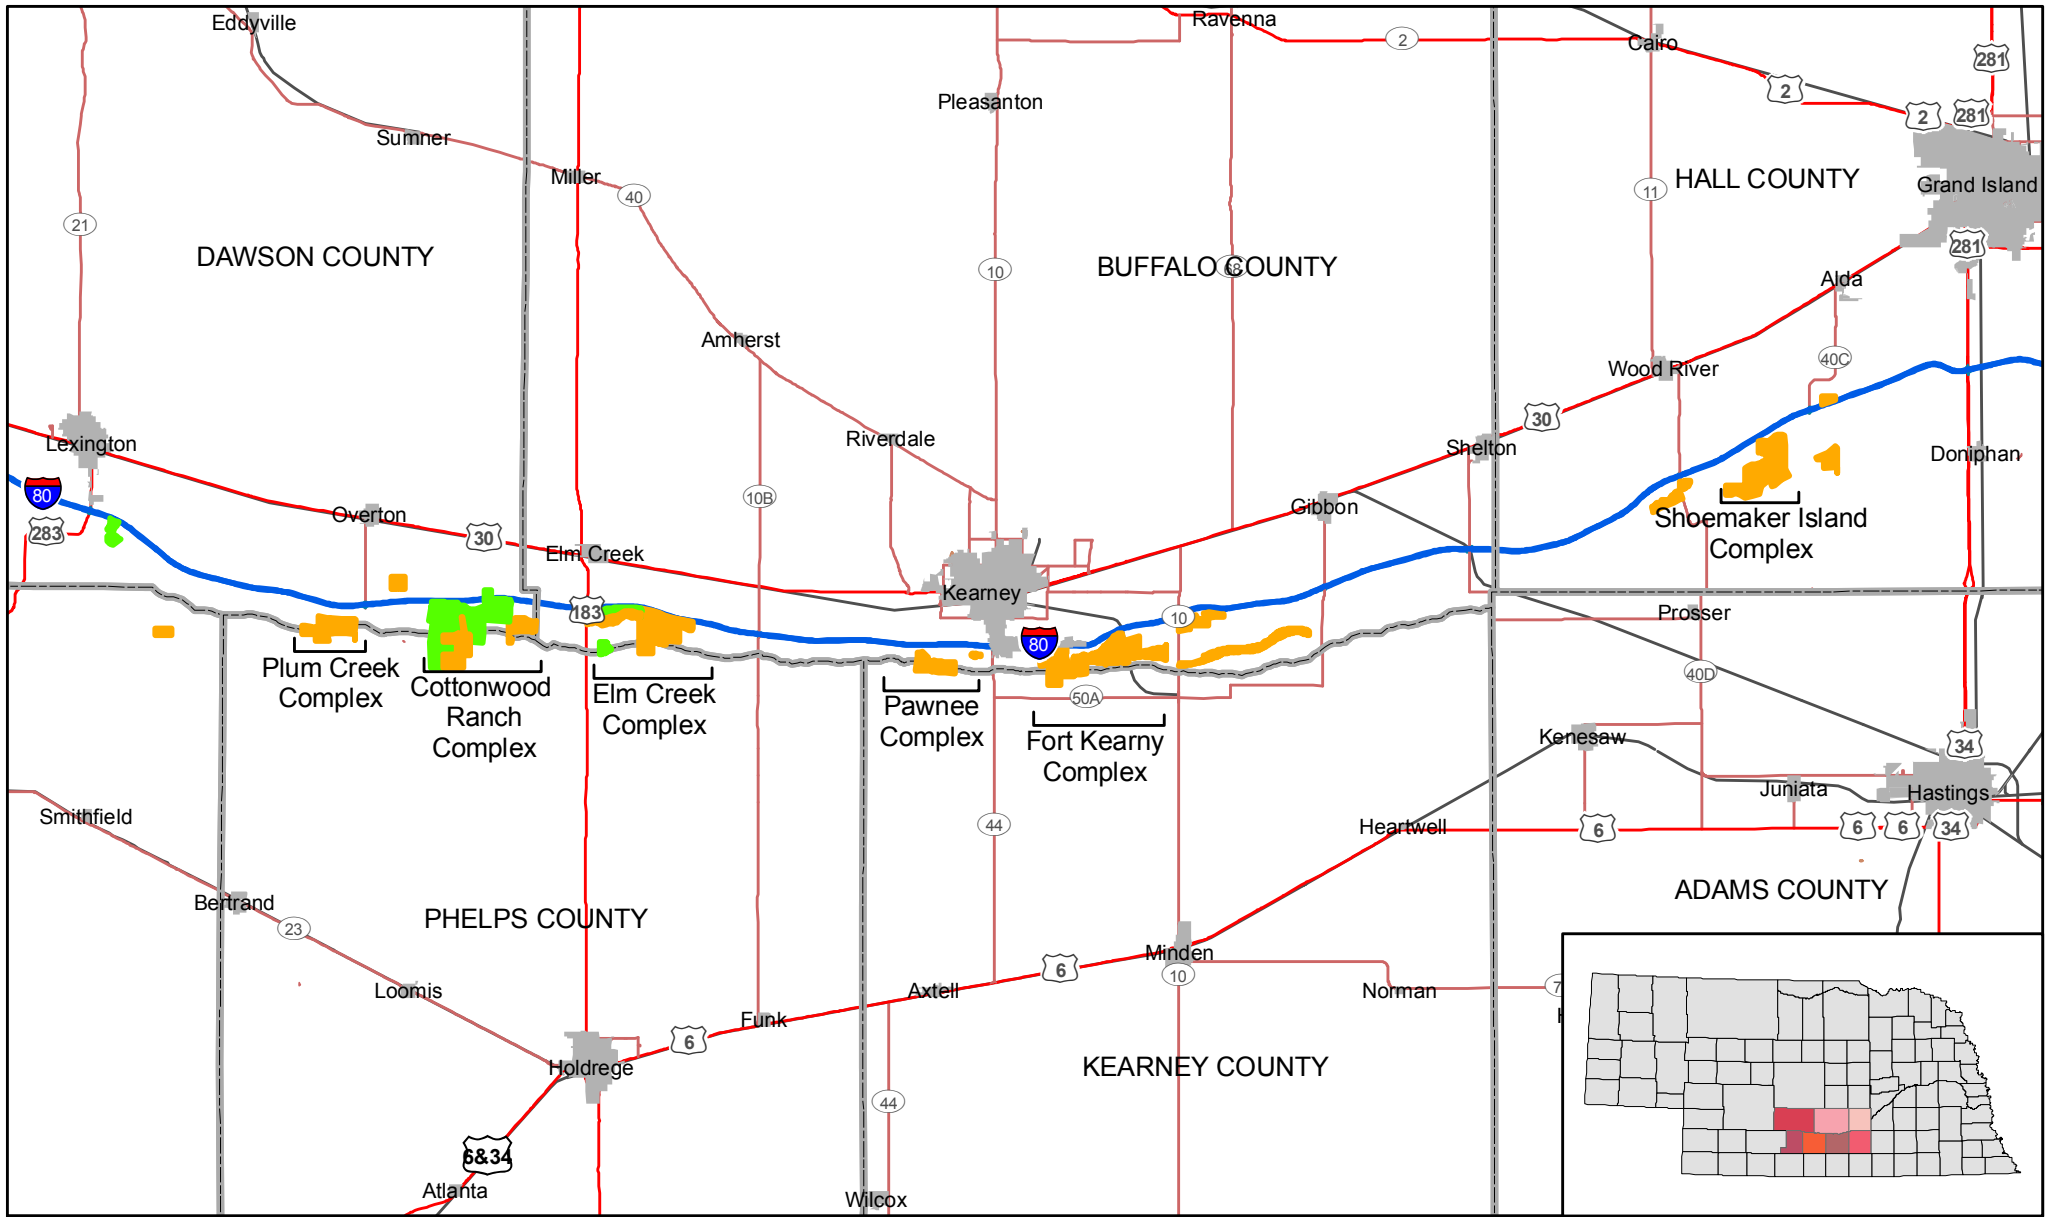 Eddyville
Ravenna
2
Cairo
281
Pleasanton
2
2
281
Sumner
Miller
40
11
HALL COUNTY
Grand Island
21
DAWSON COUNTY
10
BUFFALO COUNTY
68
281
Alda
Amherst
40C
Wood River
Lexington
Riverdale
30
Shelton
Doniphan
80
10B
Overton
Gibbon
283
30
Shoemaker Island
Complex
Elm Creek
Kearney
183
10
Prosser
80
Plum Creek
Complex
Cottonwood
Ranch
Complex
Elm Creek
Complex
Pawnee
Complex
50A
Fort Kearny
Complex
40D
Kenesaw
34
Smithfield
44
Heartwell
6
Juniata
Hastings
6
6
34
Bertrand
23
PHELPS COUNTY
ADAMS COUNTY
Loomis
Axtell
6
Minden
10
Norman
7
Funk
6
Holdrege
KEARNEY COUNTY
44
6&34
Atlanta
Wilcox